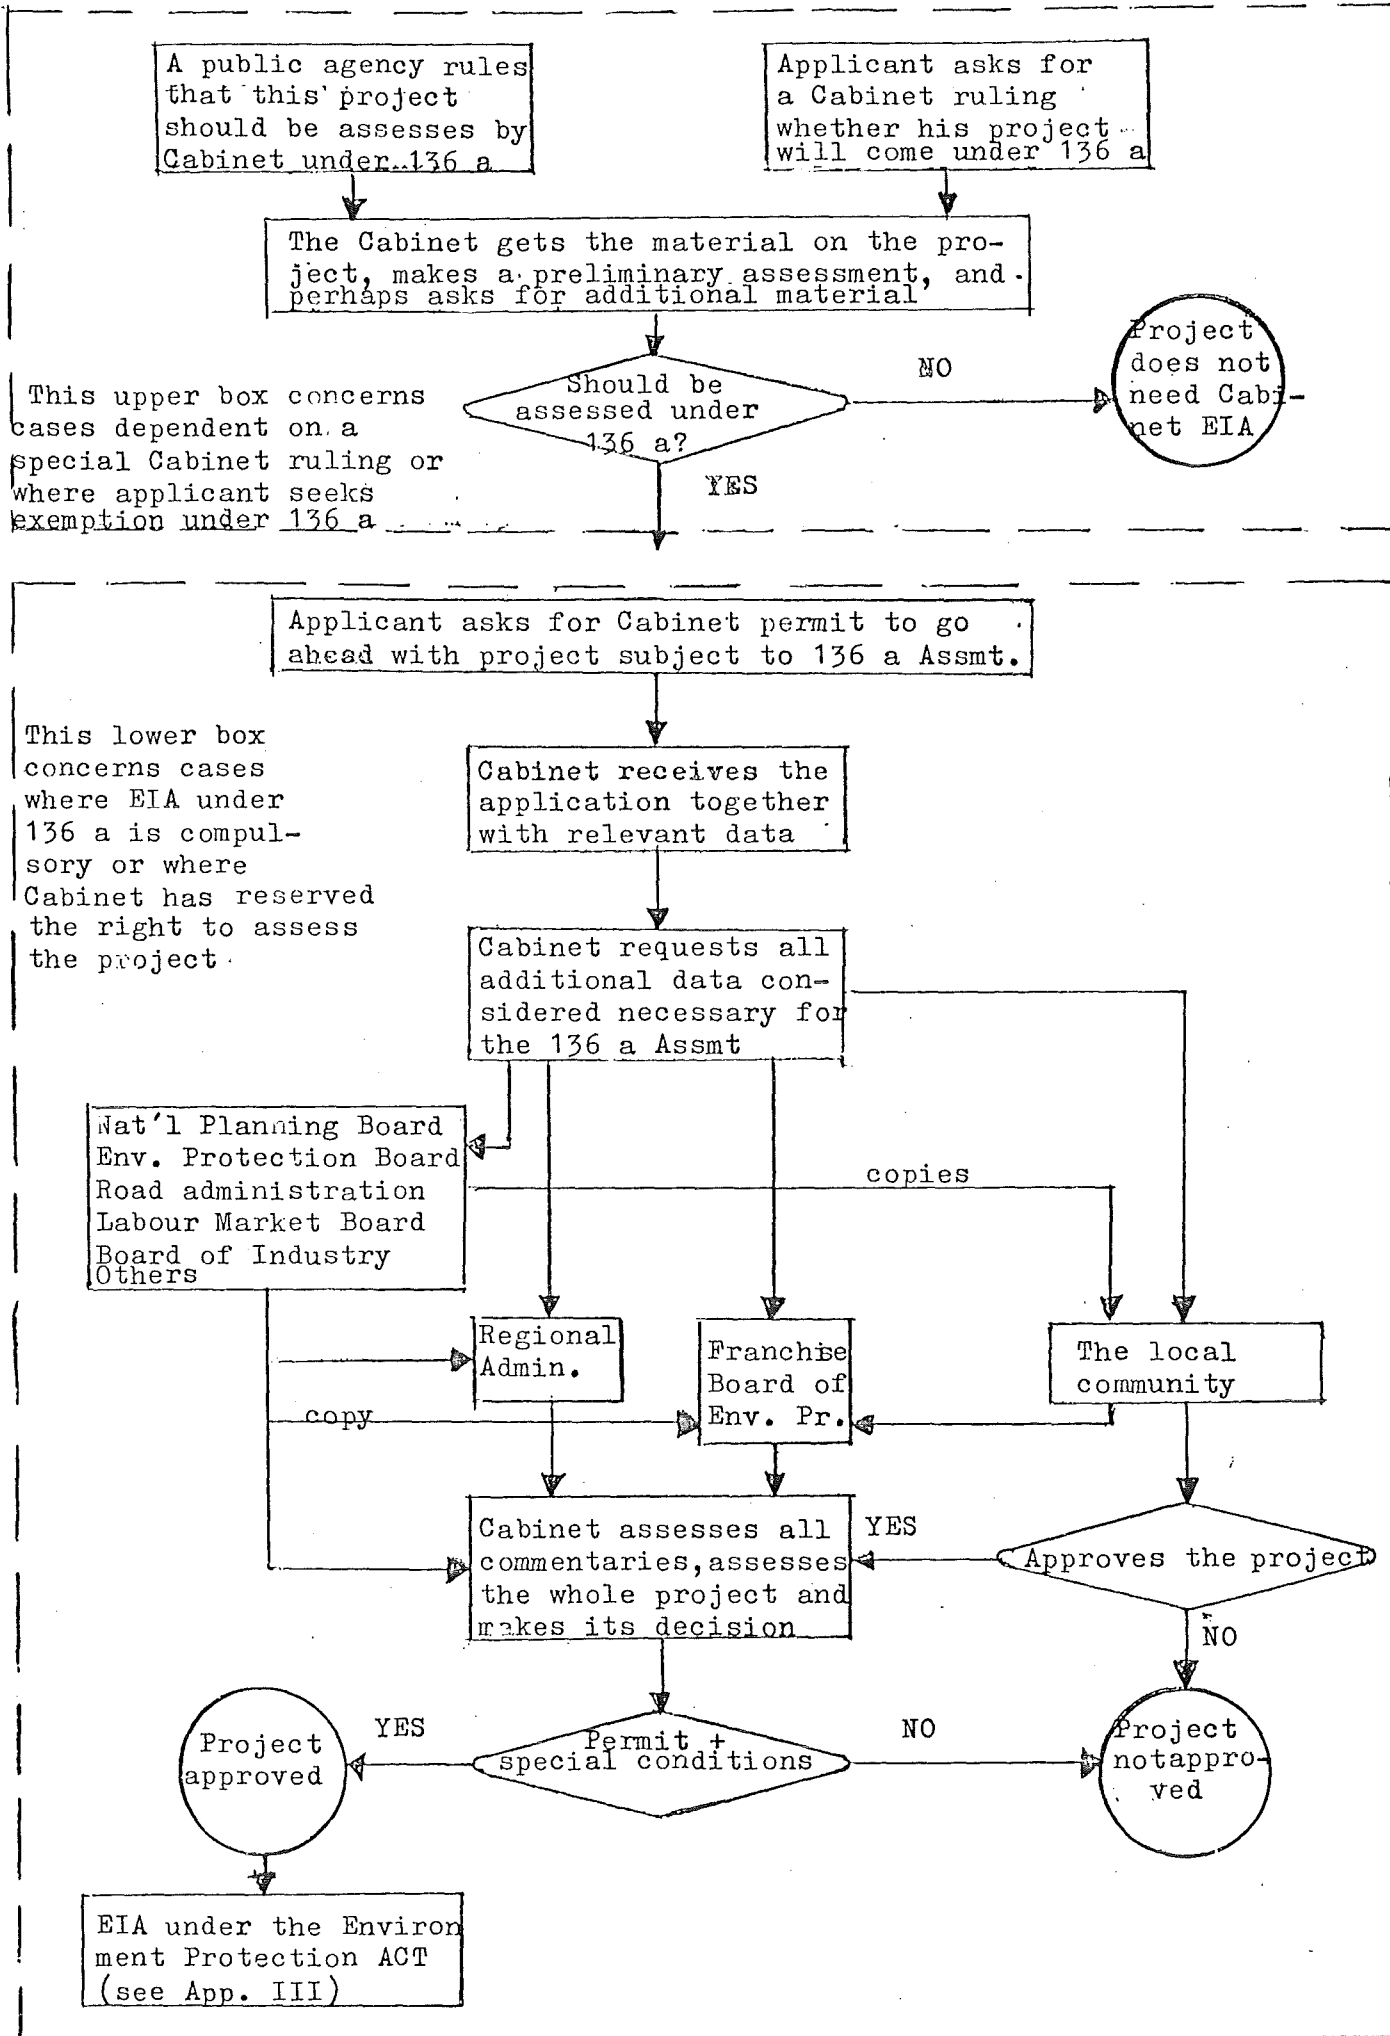 A public agency rules
that this project
should be assesses by
Cabinet under 136 a
Applicant asks for
a Cabinet ruling
whether his project
will come under 136 a
The Cabinet gets the material on the pro-
ject, makes a preliminary assessment, and
perhaps asks for additional material
Should be
assessed under
136 a?
NO
Project
does not
need Cabi-
net EIA
YES
This upper box concerns
cases dependent on a
special Cabinet ruling or
where applicant seeks
exemption under 136 a
Applicant asks for Cabinet permit to go
ahead with project subject to 136 a Assmt.
This lower box
concerns cases
where EIA under
136 a is compul-
sory or where
Cabinet has reserved
the right to assess
the project
Cabinet receives the
application together
with relevant data
Cabinet requests all
additional data con-
sidered necessary for
the 136 a Assmt
Nat'l Planning Board
Env. Protection Board
Road administration
Labour Market Board
Board of Industry
Others
copies
Regional
Admin.
Franchise
Board of
Env. Pr.
The local
community
copy
Cabinet assesses all
commentaries, assesses
the whole project and
makes its decision
YES
Approves the project
NO
Project
approved
YES
Permit +
special conditions
NO
Project
notappro-
ved
EIA under the Environ
ment Protection ACT
(see App. III)